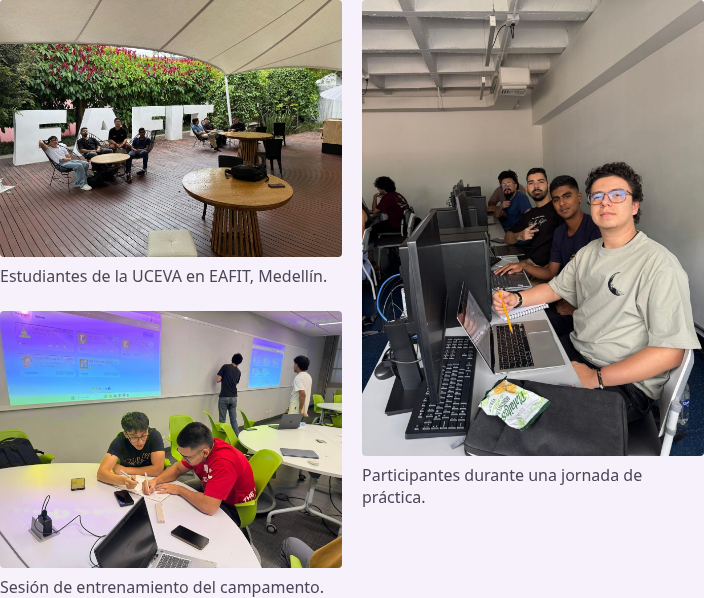 EAFIT
Estudiantes de la UCEVA en EAFIT, Medellín.
Sesión de entrenamiento del campamento.
Participantes durante una jornada de
práctica.